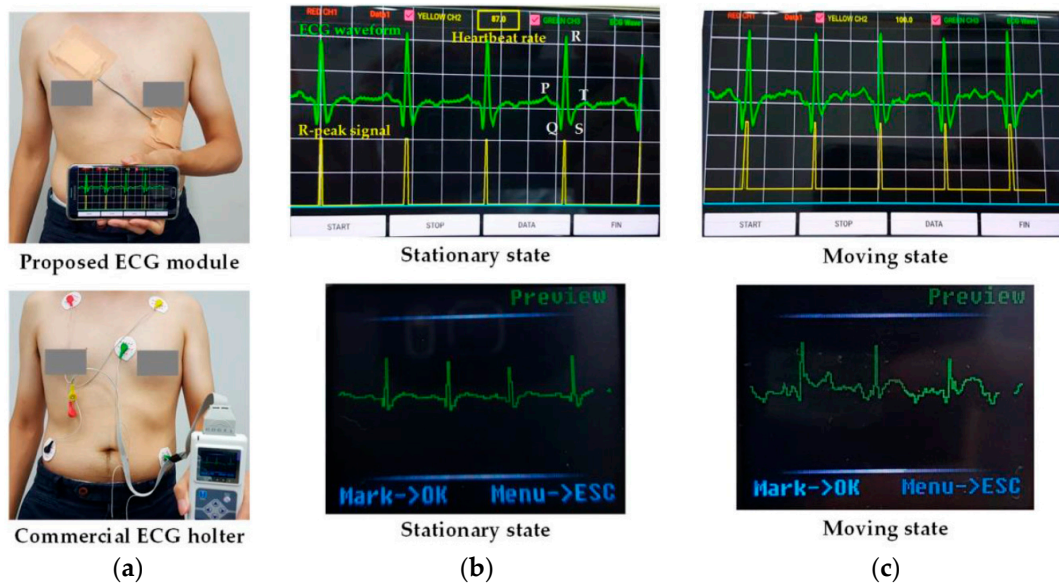 RED CH1 Data1 YELLOW CH2 87.0 GREEN CH3 ECG Wave
ECG waveform Heartbeat rate R
P T
Q S
R-peak signal
START STOP DATA FIN
Proposed ECG module
Stationary state
RED CH1 Data1 YELLOW CH2 100.0 GREEN CH3 ECG Wave
START STOP DATA FIN
Moving state
Preview
Mark->OK Menu->ESC
Commercial ECG holter
Stationary state
Preview
Mark->OK Menu->ESC
Moving state
(a) (b) (c)